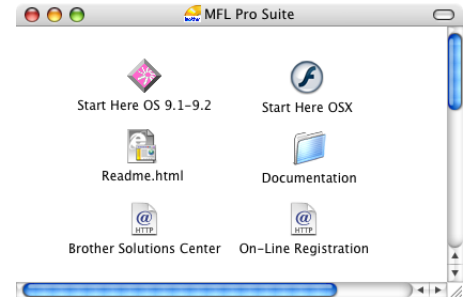 MFL Pro Suite
Start Here OS 9.1-9.2
Start Here OSX
Readme.html
Documentation
@
HTTP
@
HTTP
Brother Solutions Center
On-Line Registration